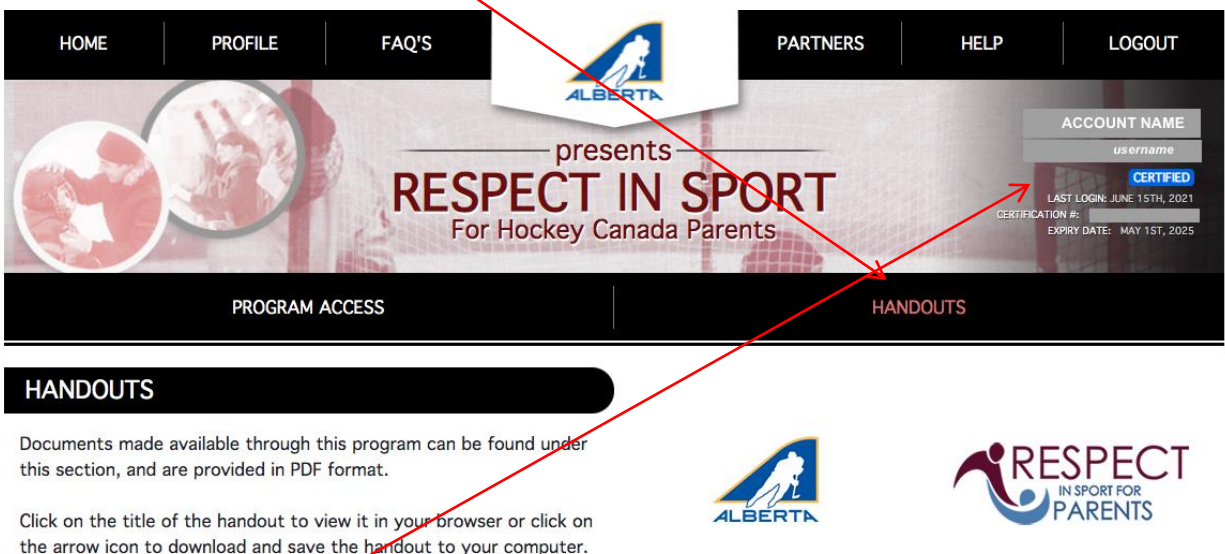 HOME PROFILE FAQ'S PARTNERS HELP LOGOUT
ALBERTA
presents
RESPECT IN SPORT
For Hockey Canada Parents
ACCOUNT NAME
username
CERTIFIED
LAST LOGIN: JUNE 15TH, 2021
CERTIFICATION #:
EXPIRY DATE: MAY 1ST, 2025
PROGRAM ACCESS HANDOUTS
HANDOUTS
Documents made available through this program can be found under
this section, and are provided in PDF format.
Click on the title of the handout to view it in your browser or click on
the arrow icon to download and save the handout to your computer.
ALBERTA
RESPECT
IN SPORT FOR
PARENTS